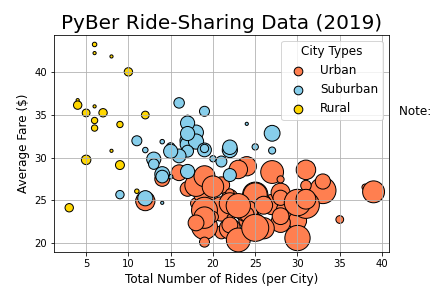 PyBer Ride-Sharing Data (2019)
City Types
Urban
Suburban
Rural
Note:
Average Fare ($)
40
35
30
25
20
5 10 15 20 25 30 35 40
Total Number of Rides (per City)